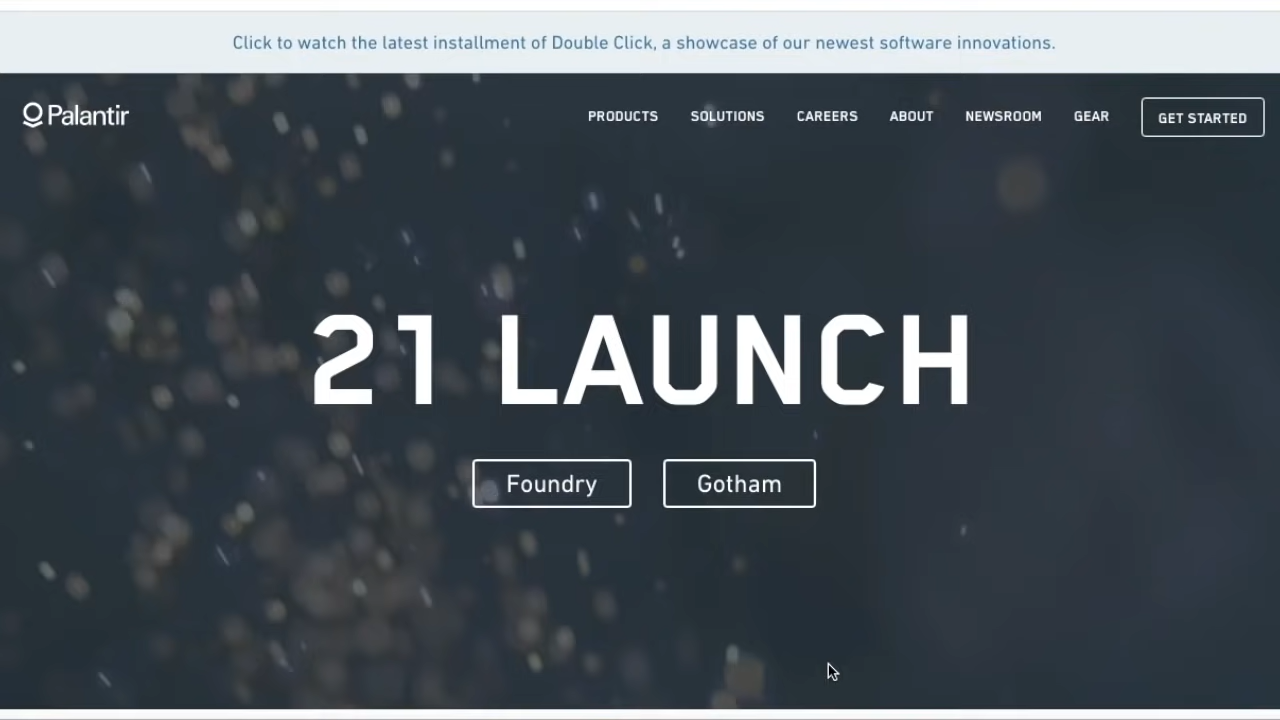 Click to watch the latest installment of Double Click, a showcase of our newest software innovations.
Palantir PRODUCTS SOLUTIONS CAREERS ABOUT NEWSROOM GEAR GET STARTED
21 LAUNCH
Foundry Gotham